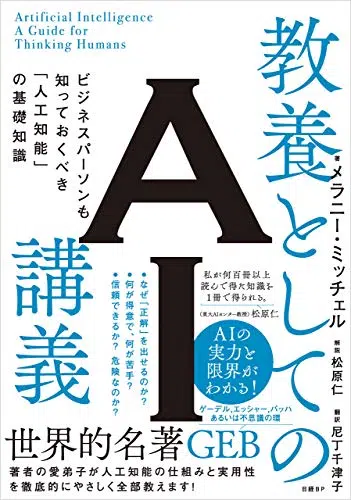 Artificial Intelligence
A Guide for
Thinking Humans
教養としての
AI
講義
ビジネスパーソンも
知っておくべき
「人工知能」
の基礎知識
著 メラニー・ミッチェル
解説 松原仁
翻訳 尼丁千津子
日経BP
私が何百冊以上
読んで得た知識を
1冊で得られる。
(東大AIセンター教授) 松原仁
・なぜ「正解」を出せるのか?
・何が得意で、何が苦手?
・信頼できるか? 危険なのか?
AIの
実力と
限界が
わかる!
ゲーデル、エッシャー、バッハ
あるいは不思議の環
世界的名著GEB
著者の愛弟子が人工知能の仕組みと実用性
を徹底的にやさしく全部教えます!